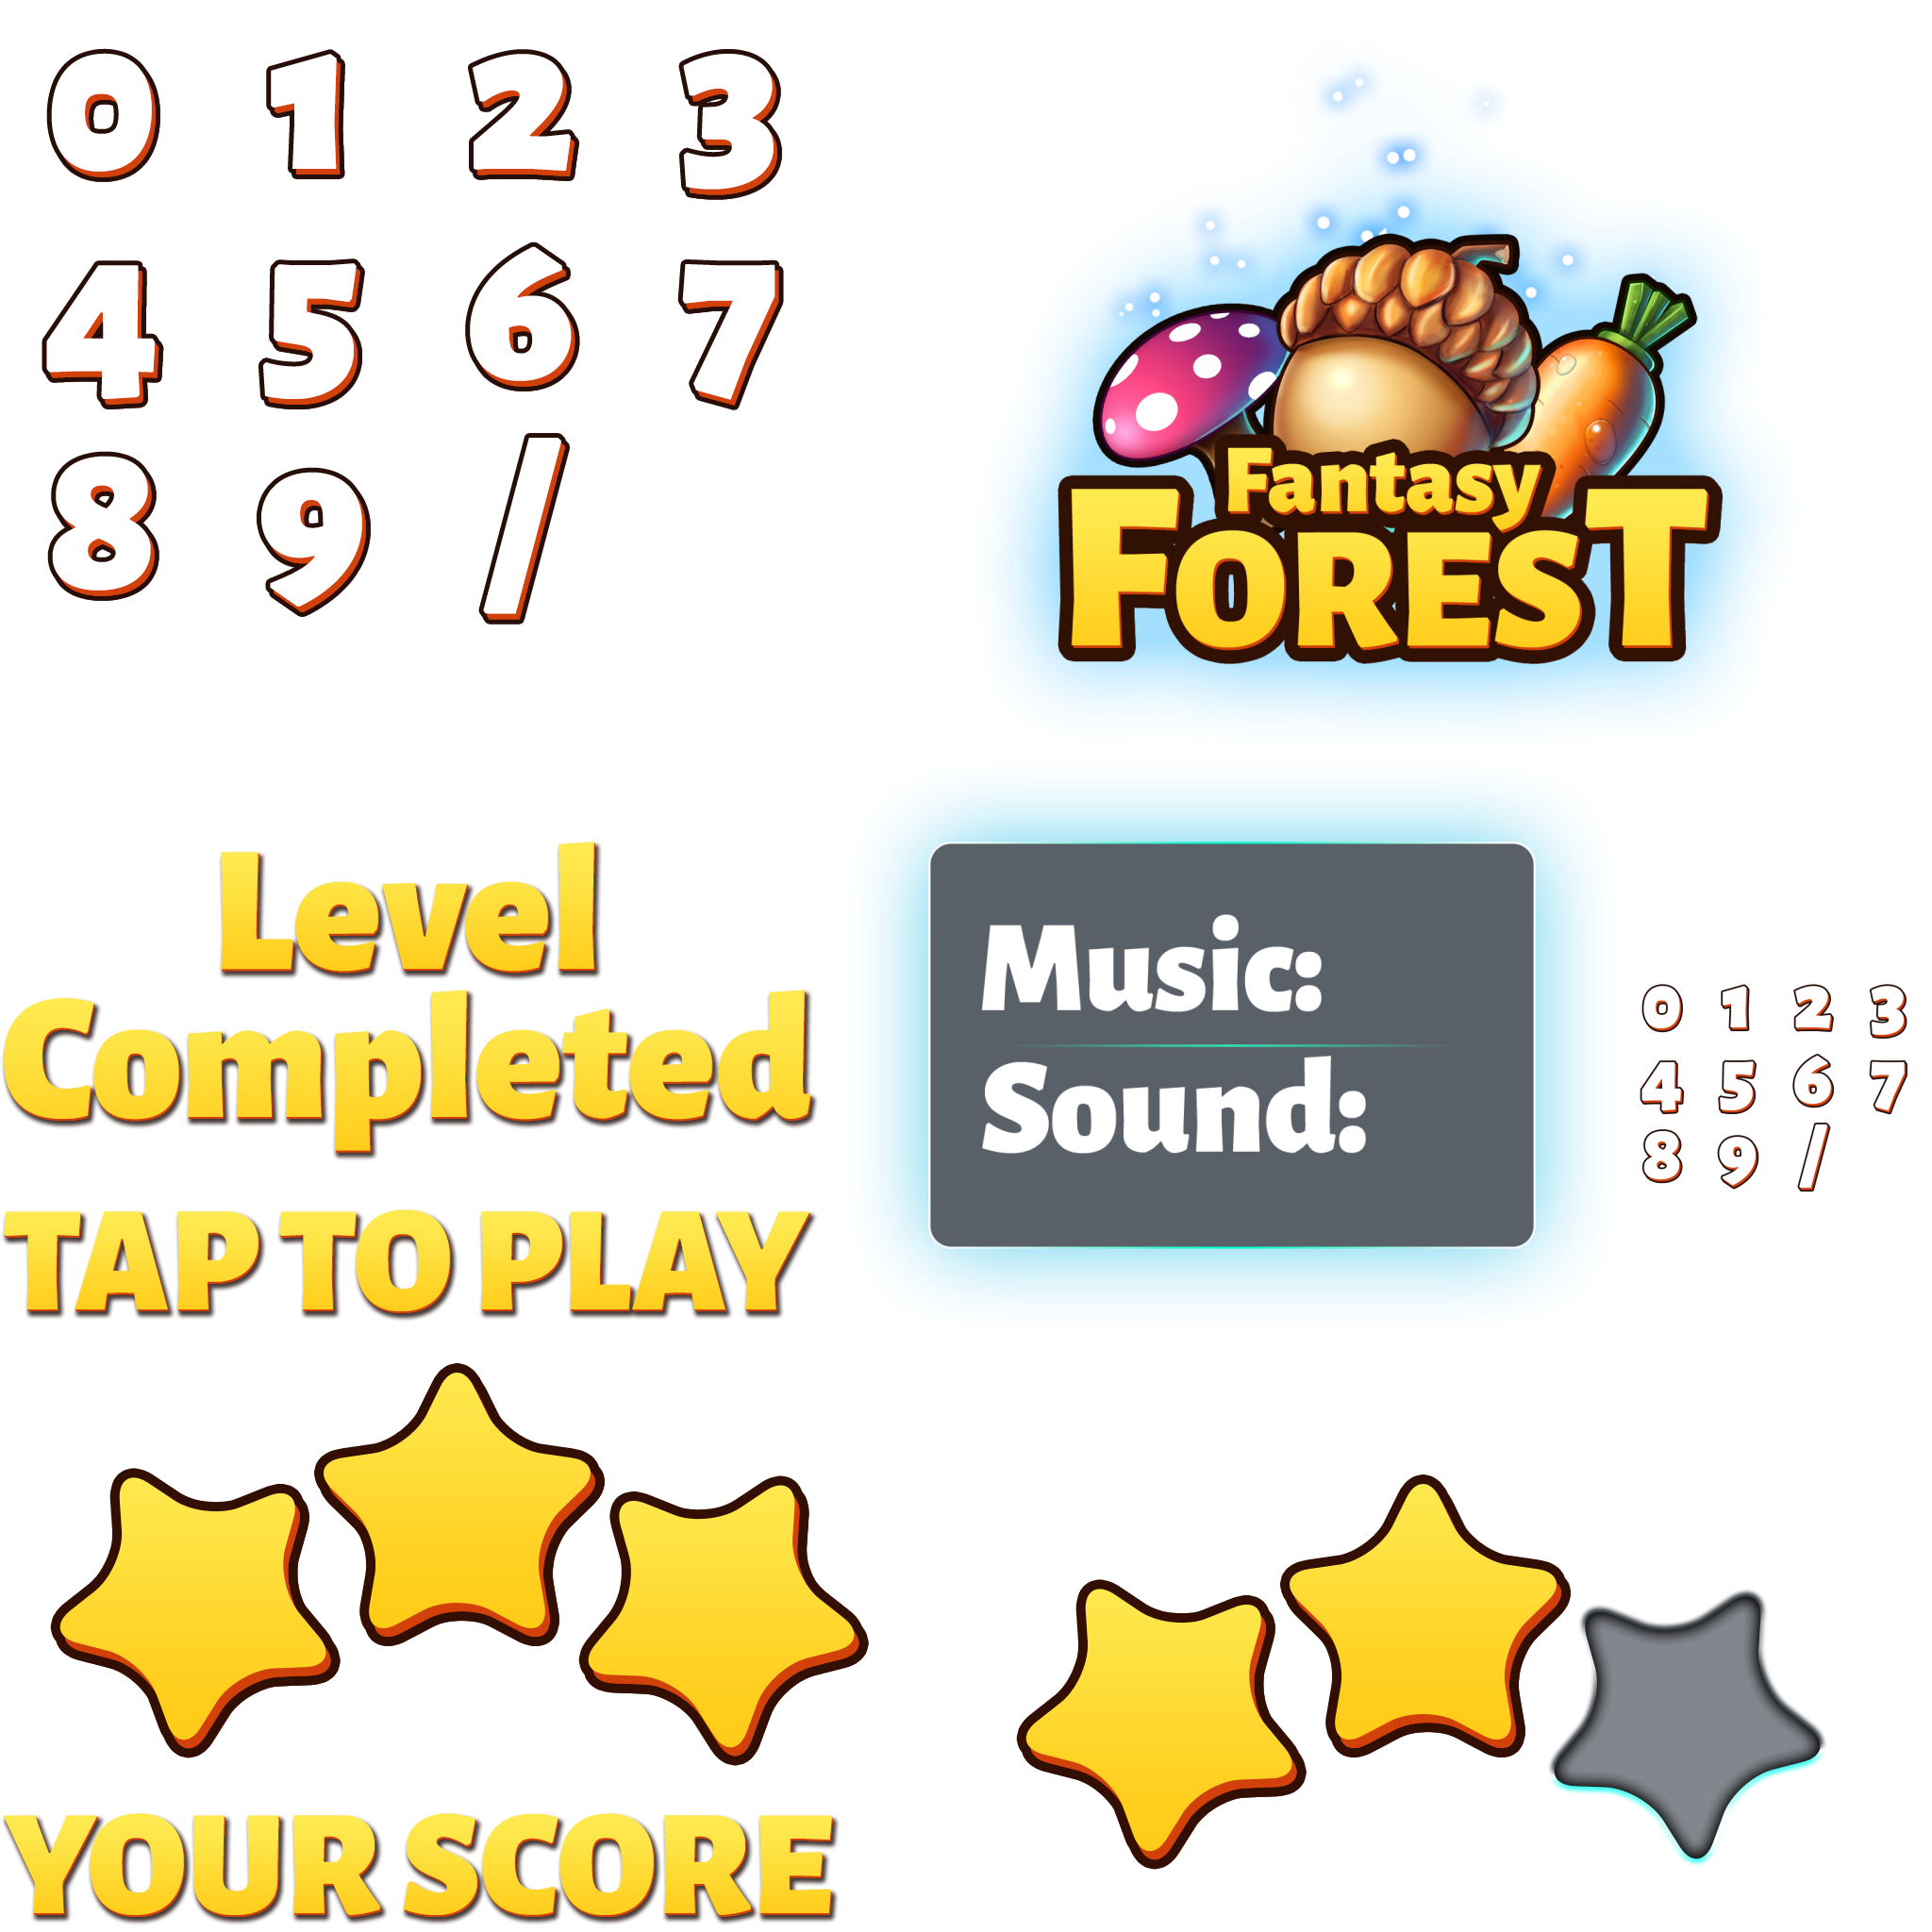 0 1 2 3
4 5 6 7
8 9 /
Fantasy
FOREST
Level
Completed
TAP TO PLAY
Music:
Sound:
0 1 2 3
4 5 6 7
8 9 /
YOUR SCORE